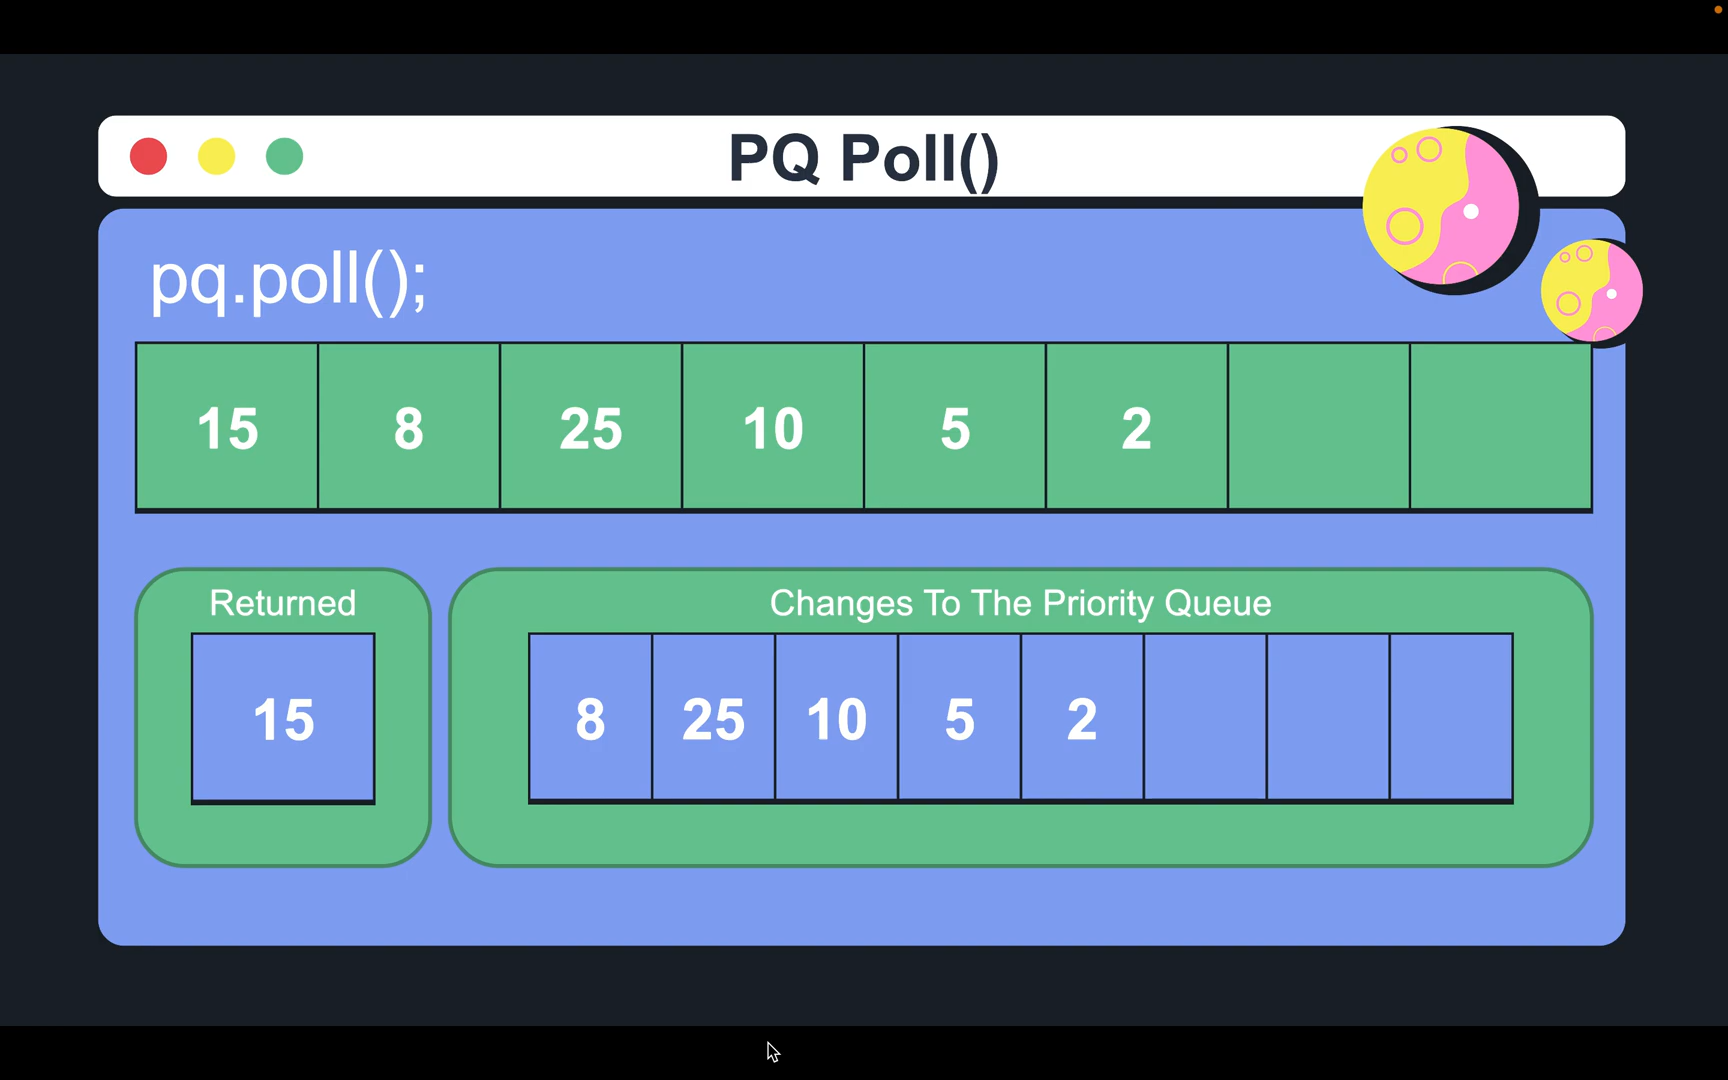 PQ Poll()
pq.poll();
15 8 25 10 5 2
Returned
15
Changes To The Priority Queue
8 25 10 5 2